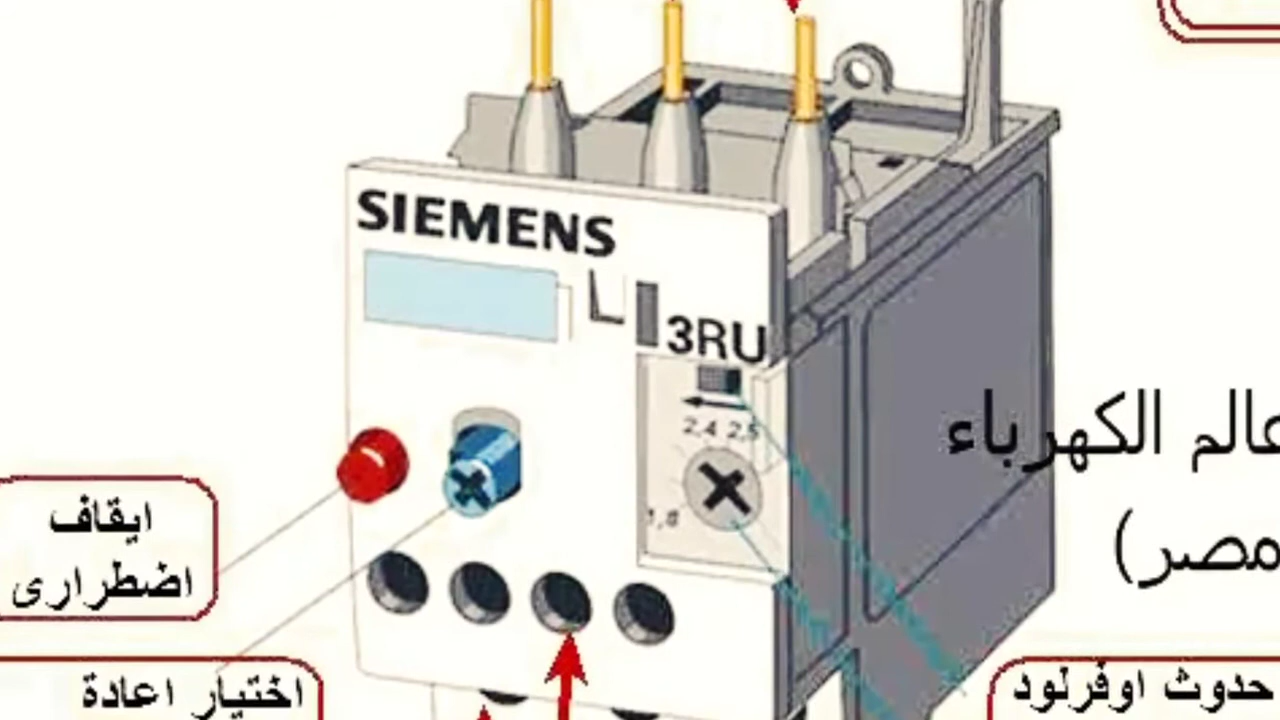 SIEMENS
3RU
2,4 2,5
1,8
عالم الكهرباء
(مصر
ايقاف
اضطرارى
اختيار اعادة
حدوث اوفرلود